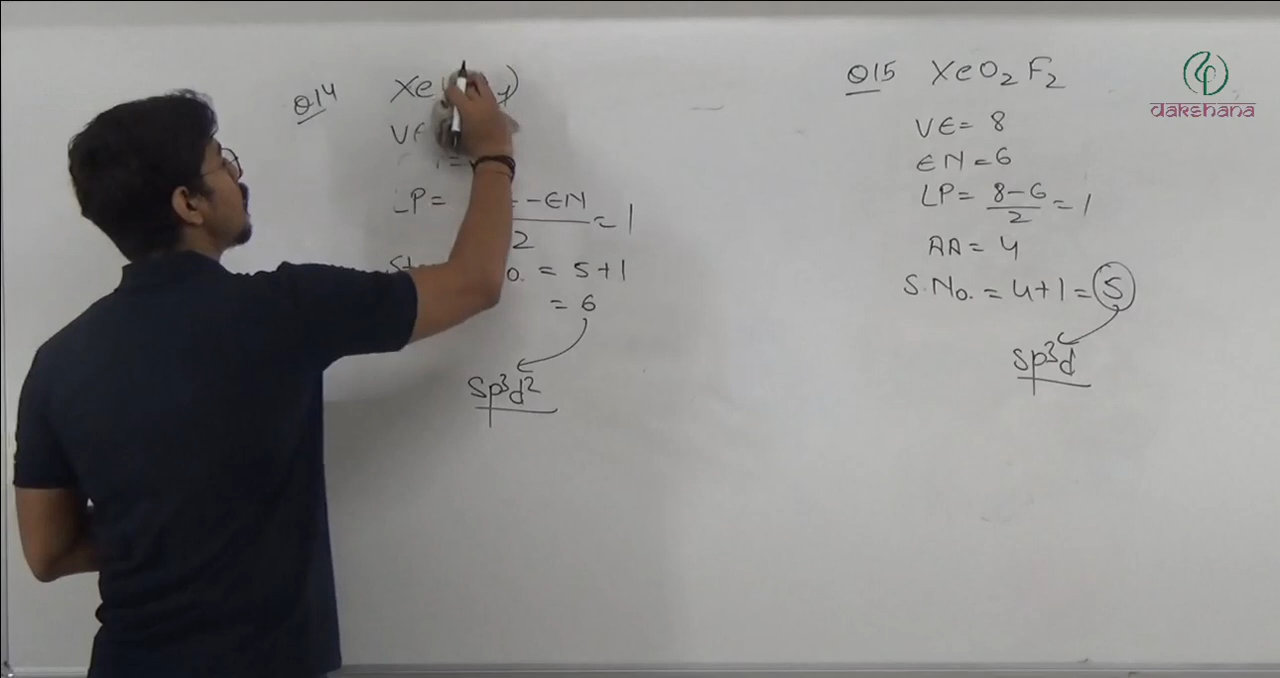 Q14
Xe
VE
LP = - EN / 2 = 1
o. = 5+1
= 6
Sp³d²
Q15 XeO₂F₂
VE = 8
EN = 6
LP = 8-6 / 2 = 1
AA = 4
S.No. = 4+1 = 5
Sp³d
dakshana